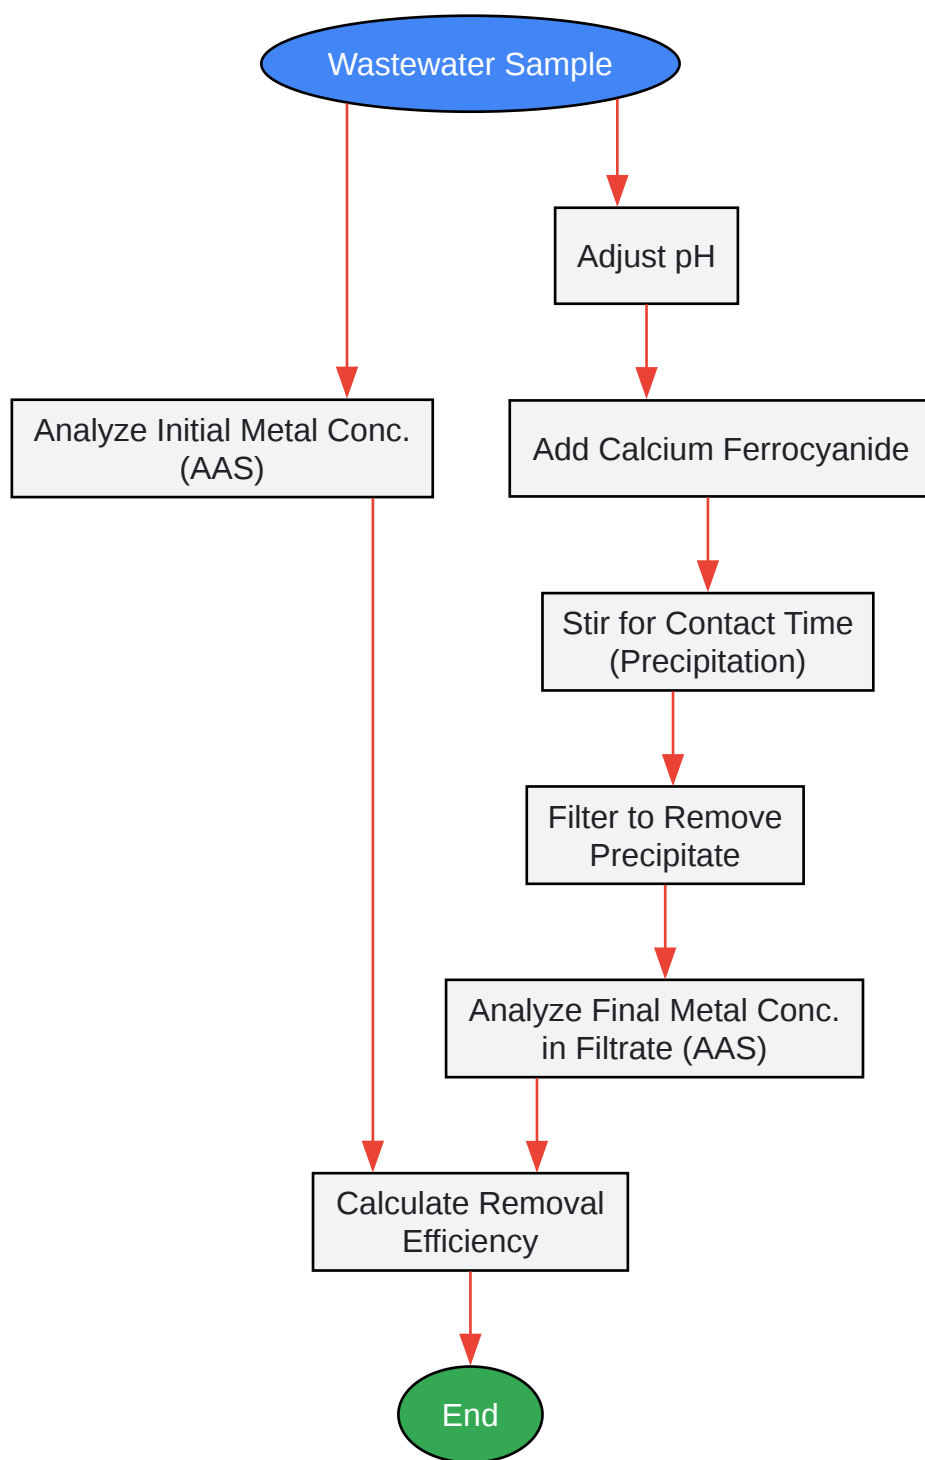 Wastewater Sample
Adjust pH
Analyze Initial Metal Conc.
(AAS)
Add Calcium Ferrocyanide
Stir for Contact Time
(Precipitation)
Filter to Remove
Precipitate
Analyze Final Metal Conc.
in Filtrate (AAS)
Calculate Removal
Efficiency
End